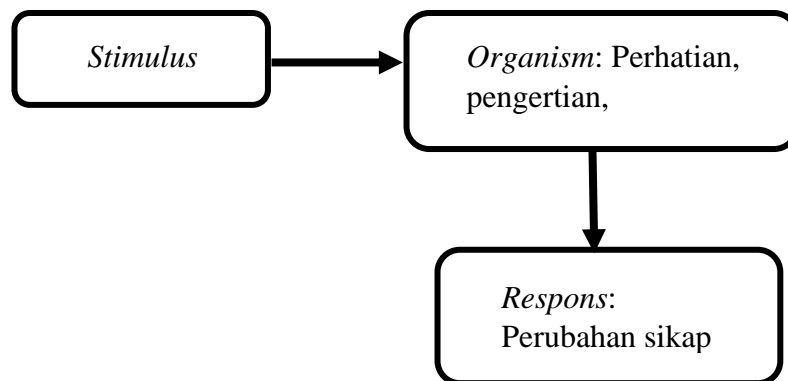 Stimulus
Organism: Perhatian,
pengertian,
Respons:
Perubahan sikap